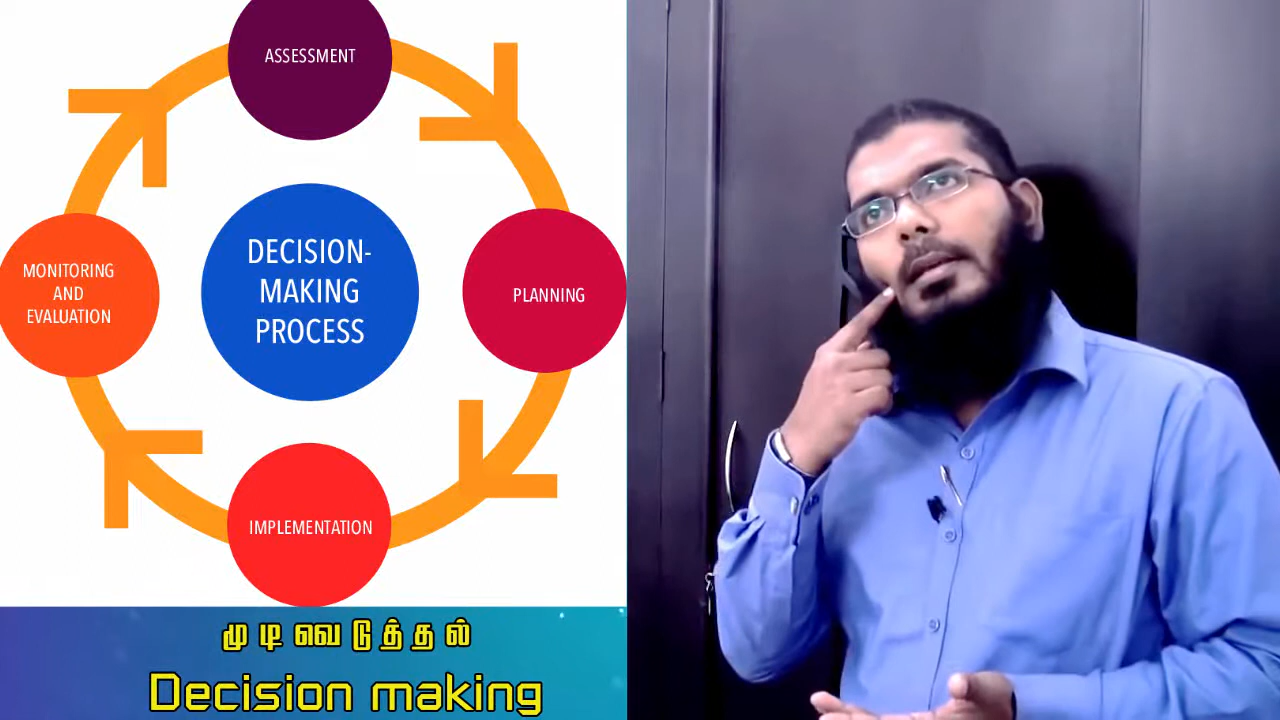 ASSESSMENT
DECISION-
MAKING
PROCESS
MONITORING
AND
EVALUATION
PLANNING
IMPLEMENTATION
முடிவெடுத்தல்
Decision making